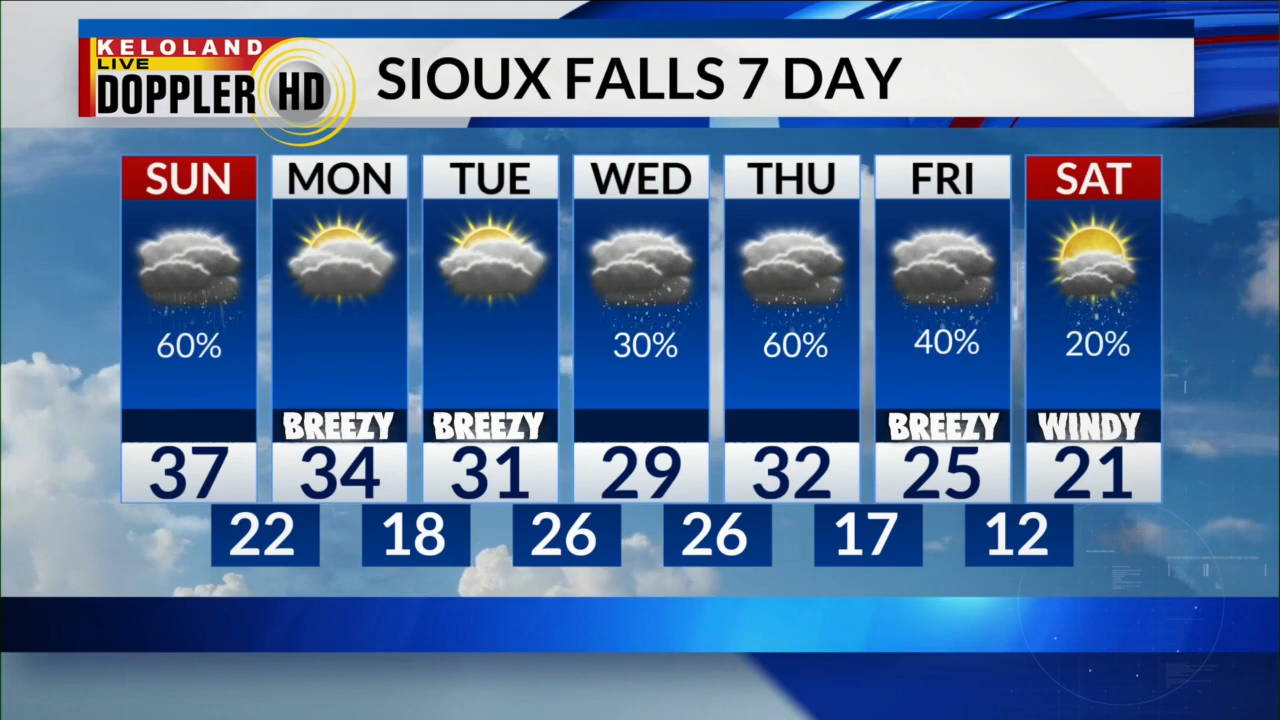 KELOLAND
LIVE
DOPPLER HD
SIOUX FALLS 7 DAY
SUN MON TUE WED THU FRI SAT
60% 30% 60% 40% 20%
BREEZY BREEZY BREEZY WINDY
37 34 31 29 32 25 21
22 18 26 26 17 12